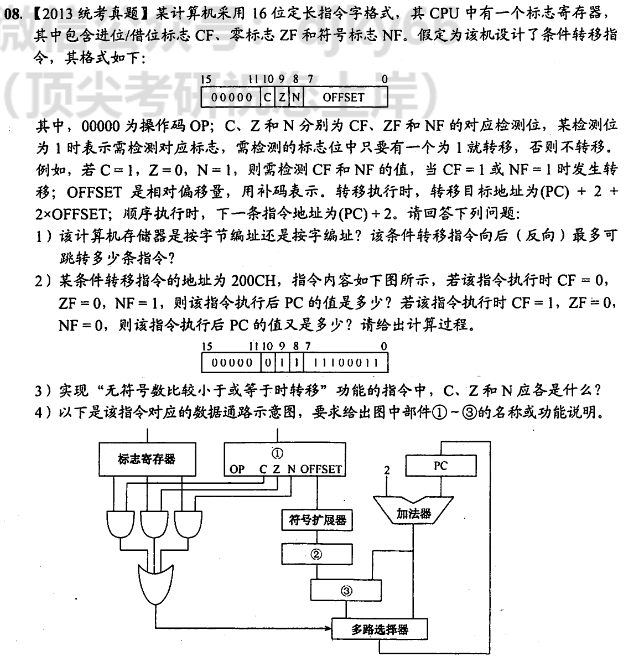 08.【2013 统考真题】某计算机采用 16 位定长指令字格式，其 CPU 中有一个标志寄存器，
其中包含进位/借位标志 CF、零标志 ZF 和符号标志 NF。假定为该机设计了条件转移指
令，其格式如下：
15 11 10 9 8 7 0
00000 C Z N OFFSET
其中，00000 为操作码 OP；C、Z 和 N 分别为 CF、ZF 和 NF 的对应检测位，某检测位
为 1 时表示需检测对应标志，需检测的标志位中只要有一个为 1 就转移，否则不转移。
例如，若 C = 1，Z = 0，N = 1，则需检测 CF 和 NF 的值，当 CF = 1 或 NF = 1 时发生转
移；OFFSET 是相对偏移量，用补码表示。转移执行时，转移目标地址为(PC) + 2 +
2×OFFSET；顺序执行时，下一条指令地址为(PC) + 2。请回答下列问题：
1）该计算机存储器是按字节编址还是按字编址？该条件转移指令向后（反向）最多可
跳转多少条指令？
2）某条件转移指令的地址为 200CH，指令内容如下图所示，若该指令执行时 CF = 0，
ZF = 0，NF = 1，则该指令执行后 PC 的值是多少？若该指令执行时 CF = 1，ZF = 0，
NF = 0，则该指令执行后 PC 的值又是多少？请给出计算过程。
15 11 10 9 8 7 0
00000 0 1 1 11100011
3）实现“无符号数比较小于或等于时转移”功能的指令中，C、Z 和 N 应各是什么？
4）以下是该指令对应的数据通路示意图，要求给出图中部件①~③的名称或功能说明。
标志寄存器
①
OP C Z N OFFSET
2
PC
符号扩展器
加法器
②
③
多路选择器
（顶尖考研
上岸）